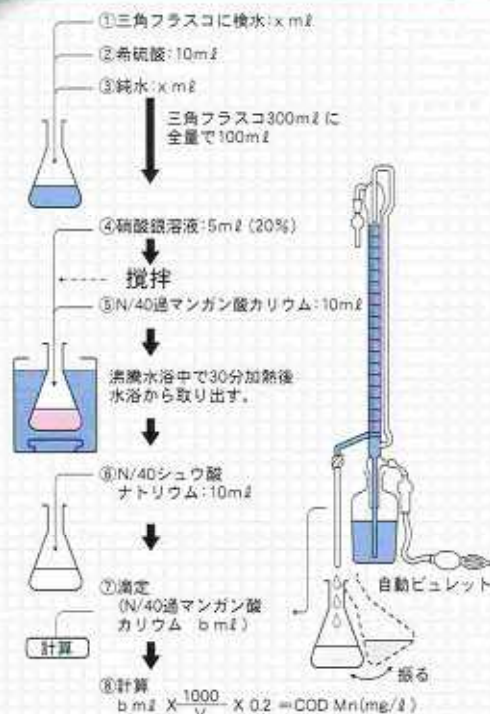 ①三角フラスコに検水:xmℓ
②希硫酸:10mℓ
③純水:xmℓ
三角フラスコ300mℓに
全量で100mℓ
④硝酸銀溶液:5mℓ (20%)
撹拌
⑤N/40過マンガン酸カリウム:10mℓ
沸騰水浴中で30分加熱後
水浴から取り出す。
⑥N/40シュウ酸
ナトリウム:10mℓ
自動ビュレット
⑦滴定
(N/40過マンガン酸
カリウム bmℓ)
計算
振る
⑧計算
bmℓ X 1000/V X 0.2 =COD Mn(mg/ℓ)